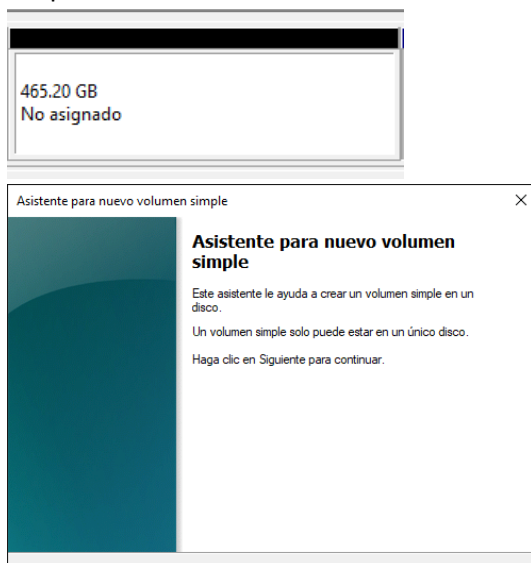 465.20 GB
No asignado
Asistente para nuevo volumen simple
Asistente para nuevo volumen
simple
Este asistente le ayuda a crear un volumen simple en un
disco.
Un volumen simple solo puede estar en un único disco.
Haga clic en Siguiente para continuar.